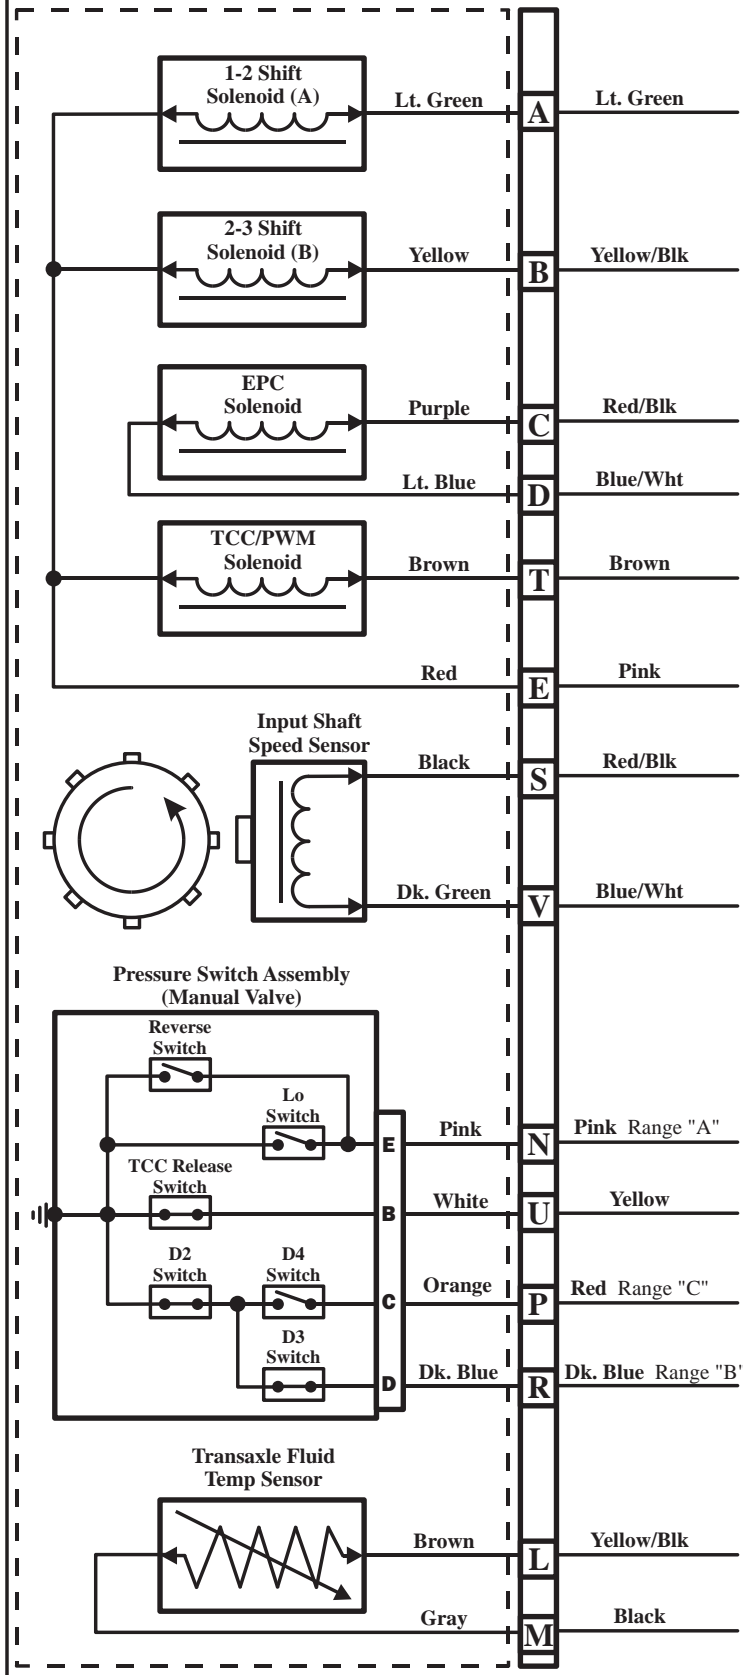 1-2 Shift
Solenoid (A)
Lt. Green
A
Lt. Green
2-3 Shift
Solenoid (B)
Yellow
B
Yellow/Blk
EPC
Solenoid
Purple
C
Red/Blk
Lt. Blue
D
Blue/Wht
TCC/PWM
Solenoid
Brown
T
Brown
Red
E
Pink
Input Shaft
Speed Sensor
Black
S
Red/Blk
Dk. Green
V
Blue/Wht
Pressure Switch Assembly
(Manual Valve)
Reverse
Switch
Lo
Switch
E
Pink
N
Pink Range "A"
TCC Release
Switch
B
White
U
Yellow
D2
Switch
D4
Switch
C
Orange
P
Red Range "C"
D3
Switch
D
Dk. Blue
R
Dk. Blue Range "B'
Transaxle Fluid
Temp Sensor
Brown
L
Yellow/Blk
Gray
M
Black